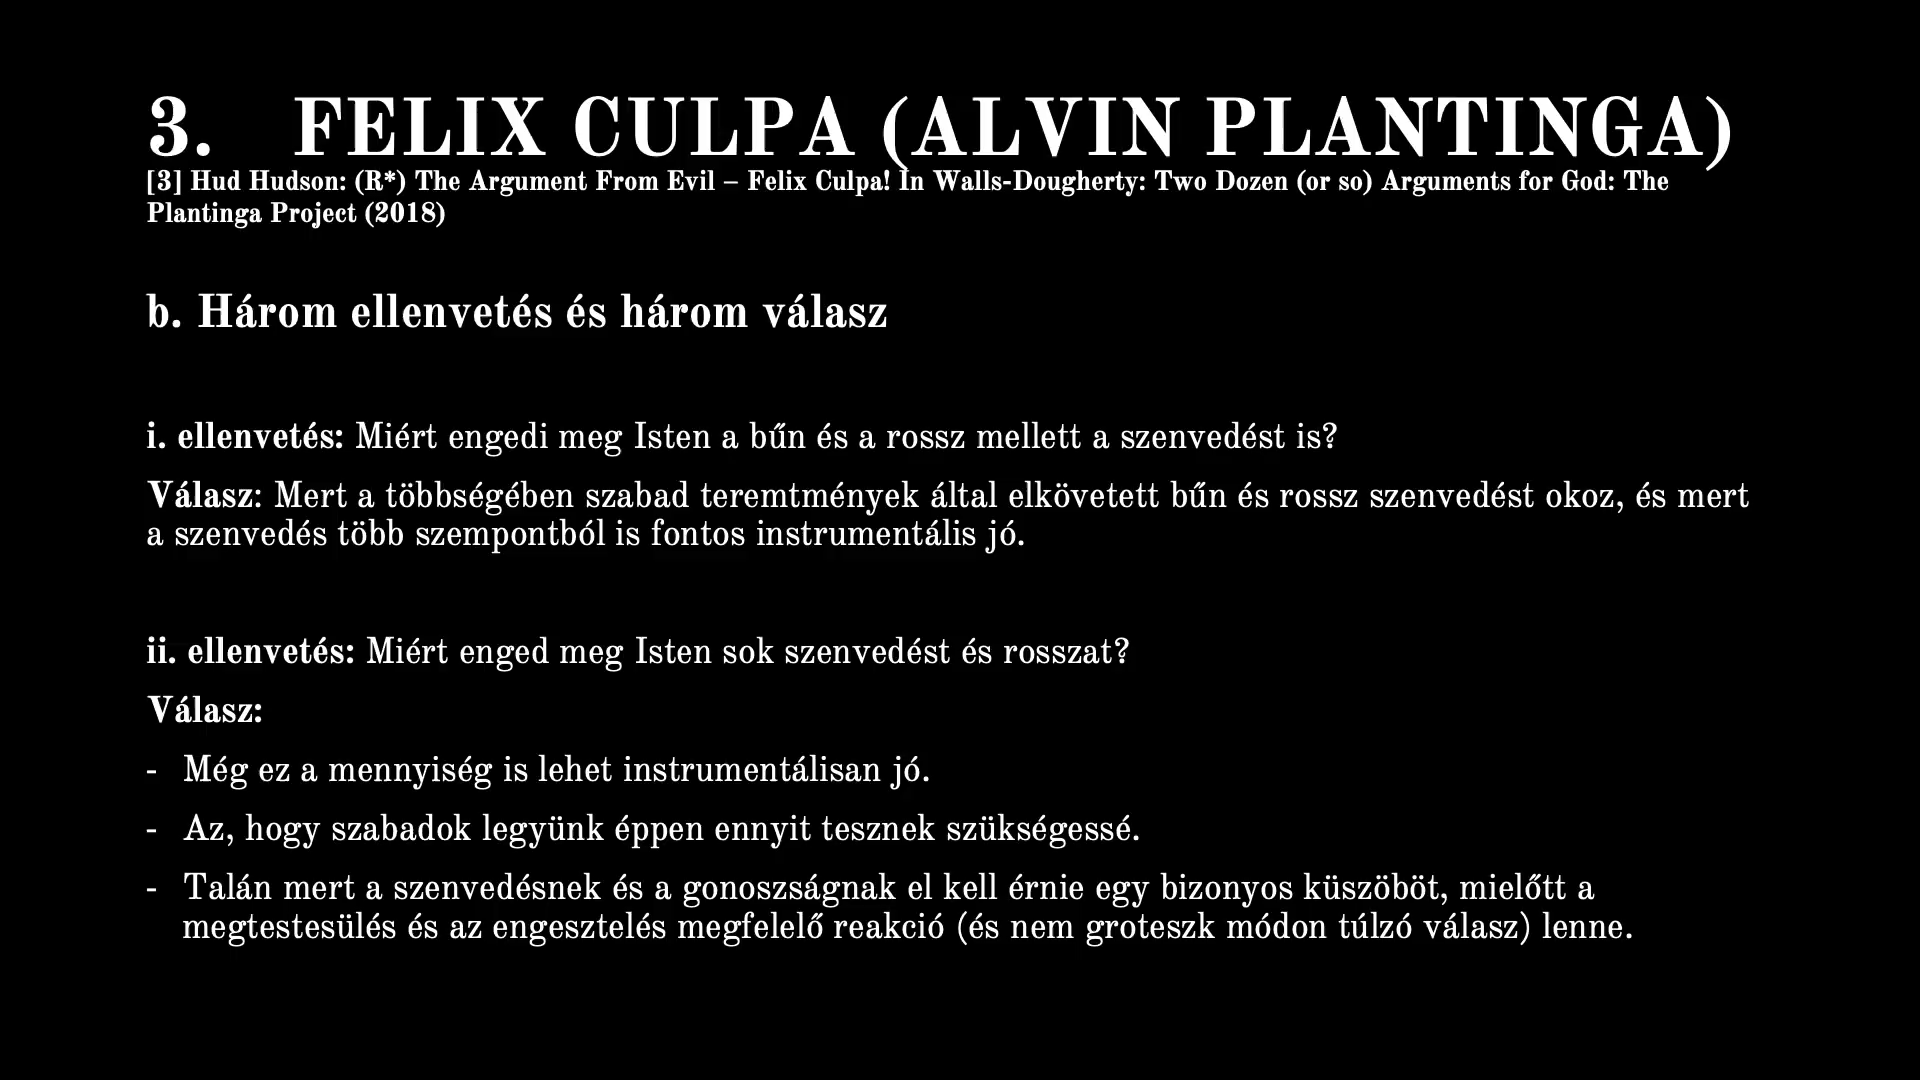 3. FELIX CULPA (ALVIN PLANTINGA)
[3] Hud Hudson: (R*) The Argument From Evil – Felix Culpa! In Walls-Dougherty: Two Dozen (or so) Arguments for God: The
Plantinga Project (2018)
b. Három ellenvetés és három válasz
i. ellenvetés: Miért engedi meg Isten a bűn és a rossz mellett a szenvedést is?
Válasz: Mert a többségében szabad teremtmények által elkövetett bűn és rossz szenvedést okoz, és mert
a szenvedés több szempontból is fontos instrumentális jó.
ii. ellenvetés: Miért enged meg Isten sok szenvedést és rosszat?
Válasz:
- Még ez a mennyiség is lehet instrumentálisan jó.
- Az, hogy szabadok legyünk éppen ennyit tesznek szükségessé.
- Talán mert a szenvedésnek és a gonoszságnak el kell érnie egy bizonyos küszöböt, mielőtt a
megtestesülés és az engesztelés megfelelő reakció (és nem groteszk módon túlzó válasz) lenne.